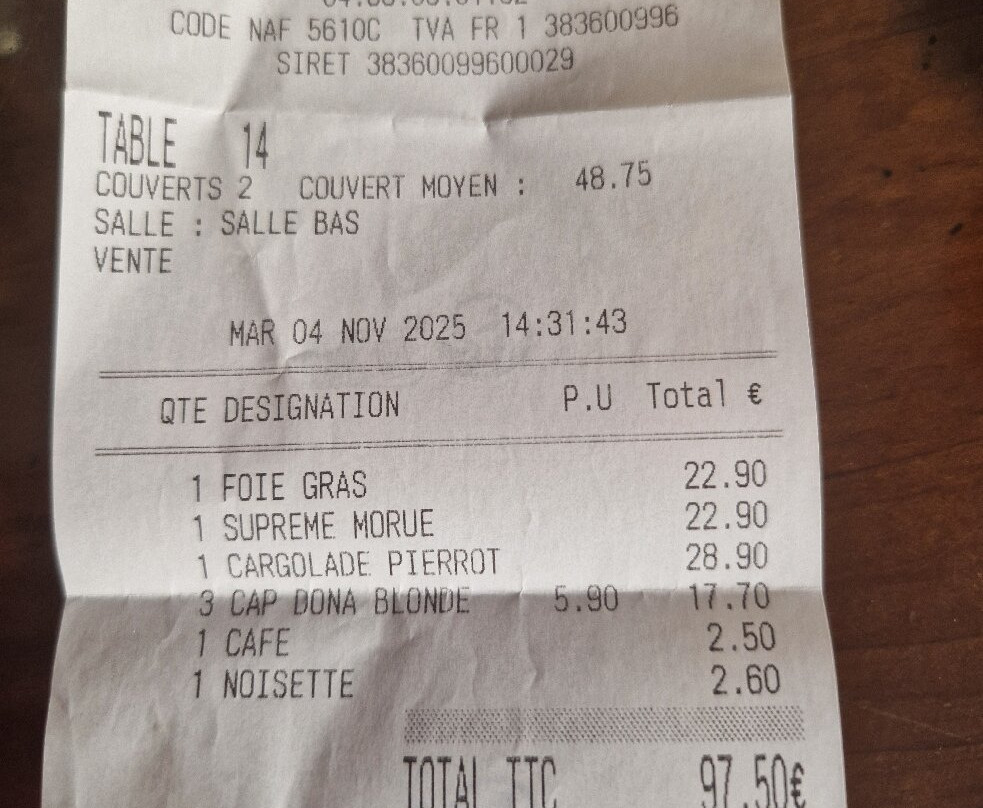 CODE NAF 5610C TVA FR 1 383600996
SIRET 38360099600029
TABLE 14
COUVERTS 2 COUVERT MOYEN : 48.75
SALLE : SALLE BAS
VENTE
MAR 04 NOV 2025 14:31:43
QTE DESIGNATION P.U Total €
1 FOIE GRAS 22.90
1 SUPREME MORUE 22.90
1 CARGOLADE PIERROT 28.90
3 CAP DONA BLONDE 5.90 17.70
1 CAFE 2.50
1 NOISETTE 2.60
TOTAL TTC 97.50€